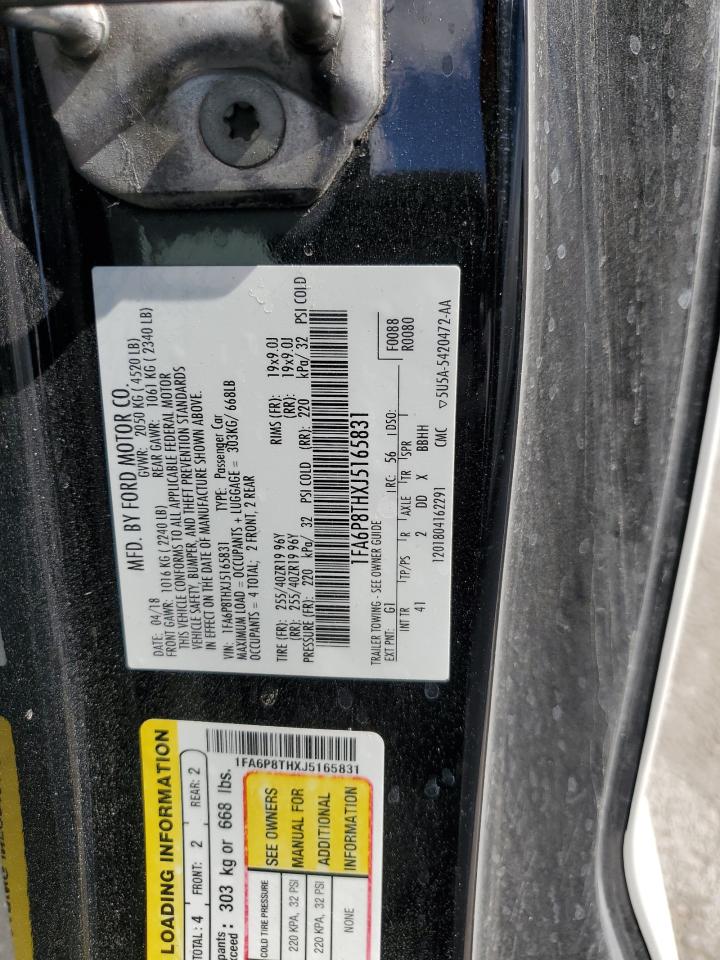 MFD. BY FORD MOTOR CO.
DATE: 04/18 GVWR: 2050 KG (4520 LB)
FRONT GAWR: 1016 KG (2240 LB) REAR GAWR: 1061 KG (2340 LB)
THIS VEHICLE CONFORMS TO ALL APPLICABLE FEDERAL MOTOR
VEHICLE SAFETY, BUMPER, AND THEFT PREVENTION STANDARDS
IN EFFECT ON THE DATE OF MANUFACTURE SHOWN ABOVE.
VIN: 1FA6P8THXJ5165831 TYPE: Passenger Car
MAXIMUM LOAD = OCCUPANTS + LUGGAGE = 303KG/ 668LB
OCCUPANTS = 4 TOTAL: 2 FRONT, 2 REAR
TIRE (FR): 255/40ZR19 96Y RIMS (FR): 19x9.0J
(RR): 255/40ZR19 96Y (RR): 19x9.0J
PRESSURE (FR): 220 kPa/ 32 PSI COLD (RR): 220 kPa/ 32 PSI COLD
1FA6P8THXJ5165831
TRAILER TOWING - SEE OWNER GUIDE F0088
EXT PNT: G1 RC: 56 DSO: R0080
INT TR TP/PS R AXLE TR SPR
41 2 DD X BBHH
1201804162291 CMC ▽5U5A-5420472-AA
LOADING INFORMATION
TOTAL: 4 FRONT: 2 REAR: 2
303 kg or 668 lbs.
1FA6P8THXJ5165831
COLD TIRE PRESSURE
220 KPA, 32 PSI
220 KPA, 32 PSI
NONE
SEE OWNERS
MANUAL FOR
ADDITIONAL
INFORMATION